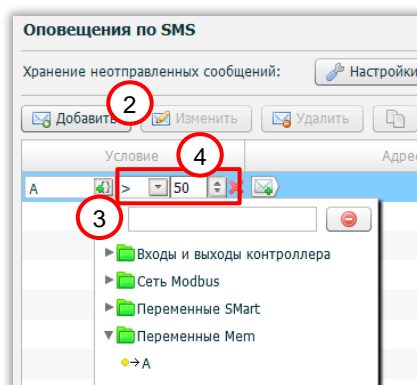 Оповещения по SMS
Хранение неотправленных сообщений: Настройки
2
Добавить Изменить Удалить
Условие 4 Адрес
A > 50
3
Входы и выходы контроллера
Сеть Modbus
Переменные SMart
Переменные Mem
A